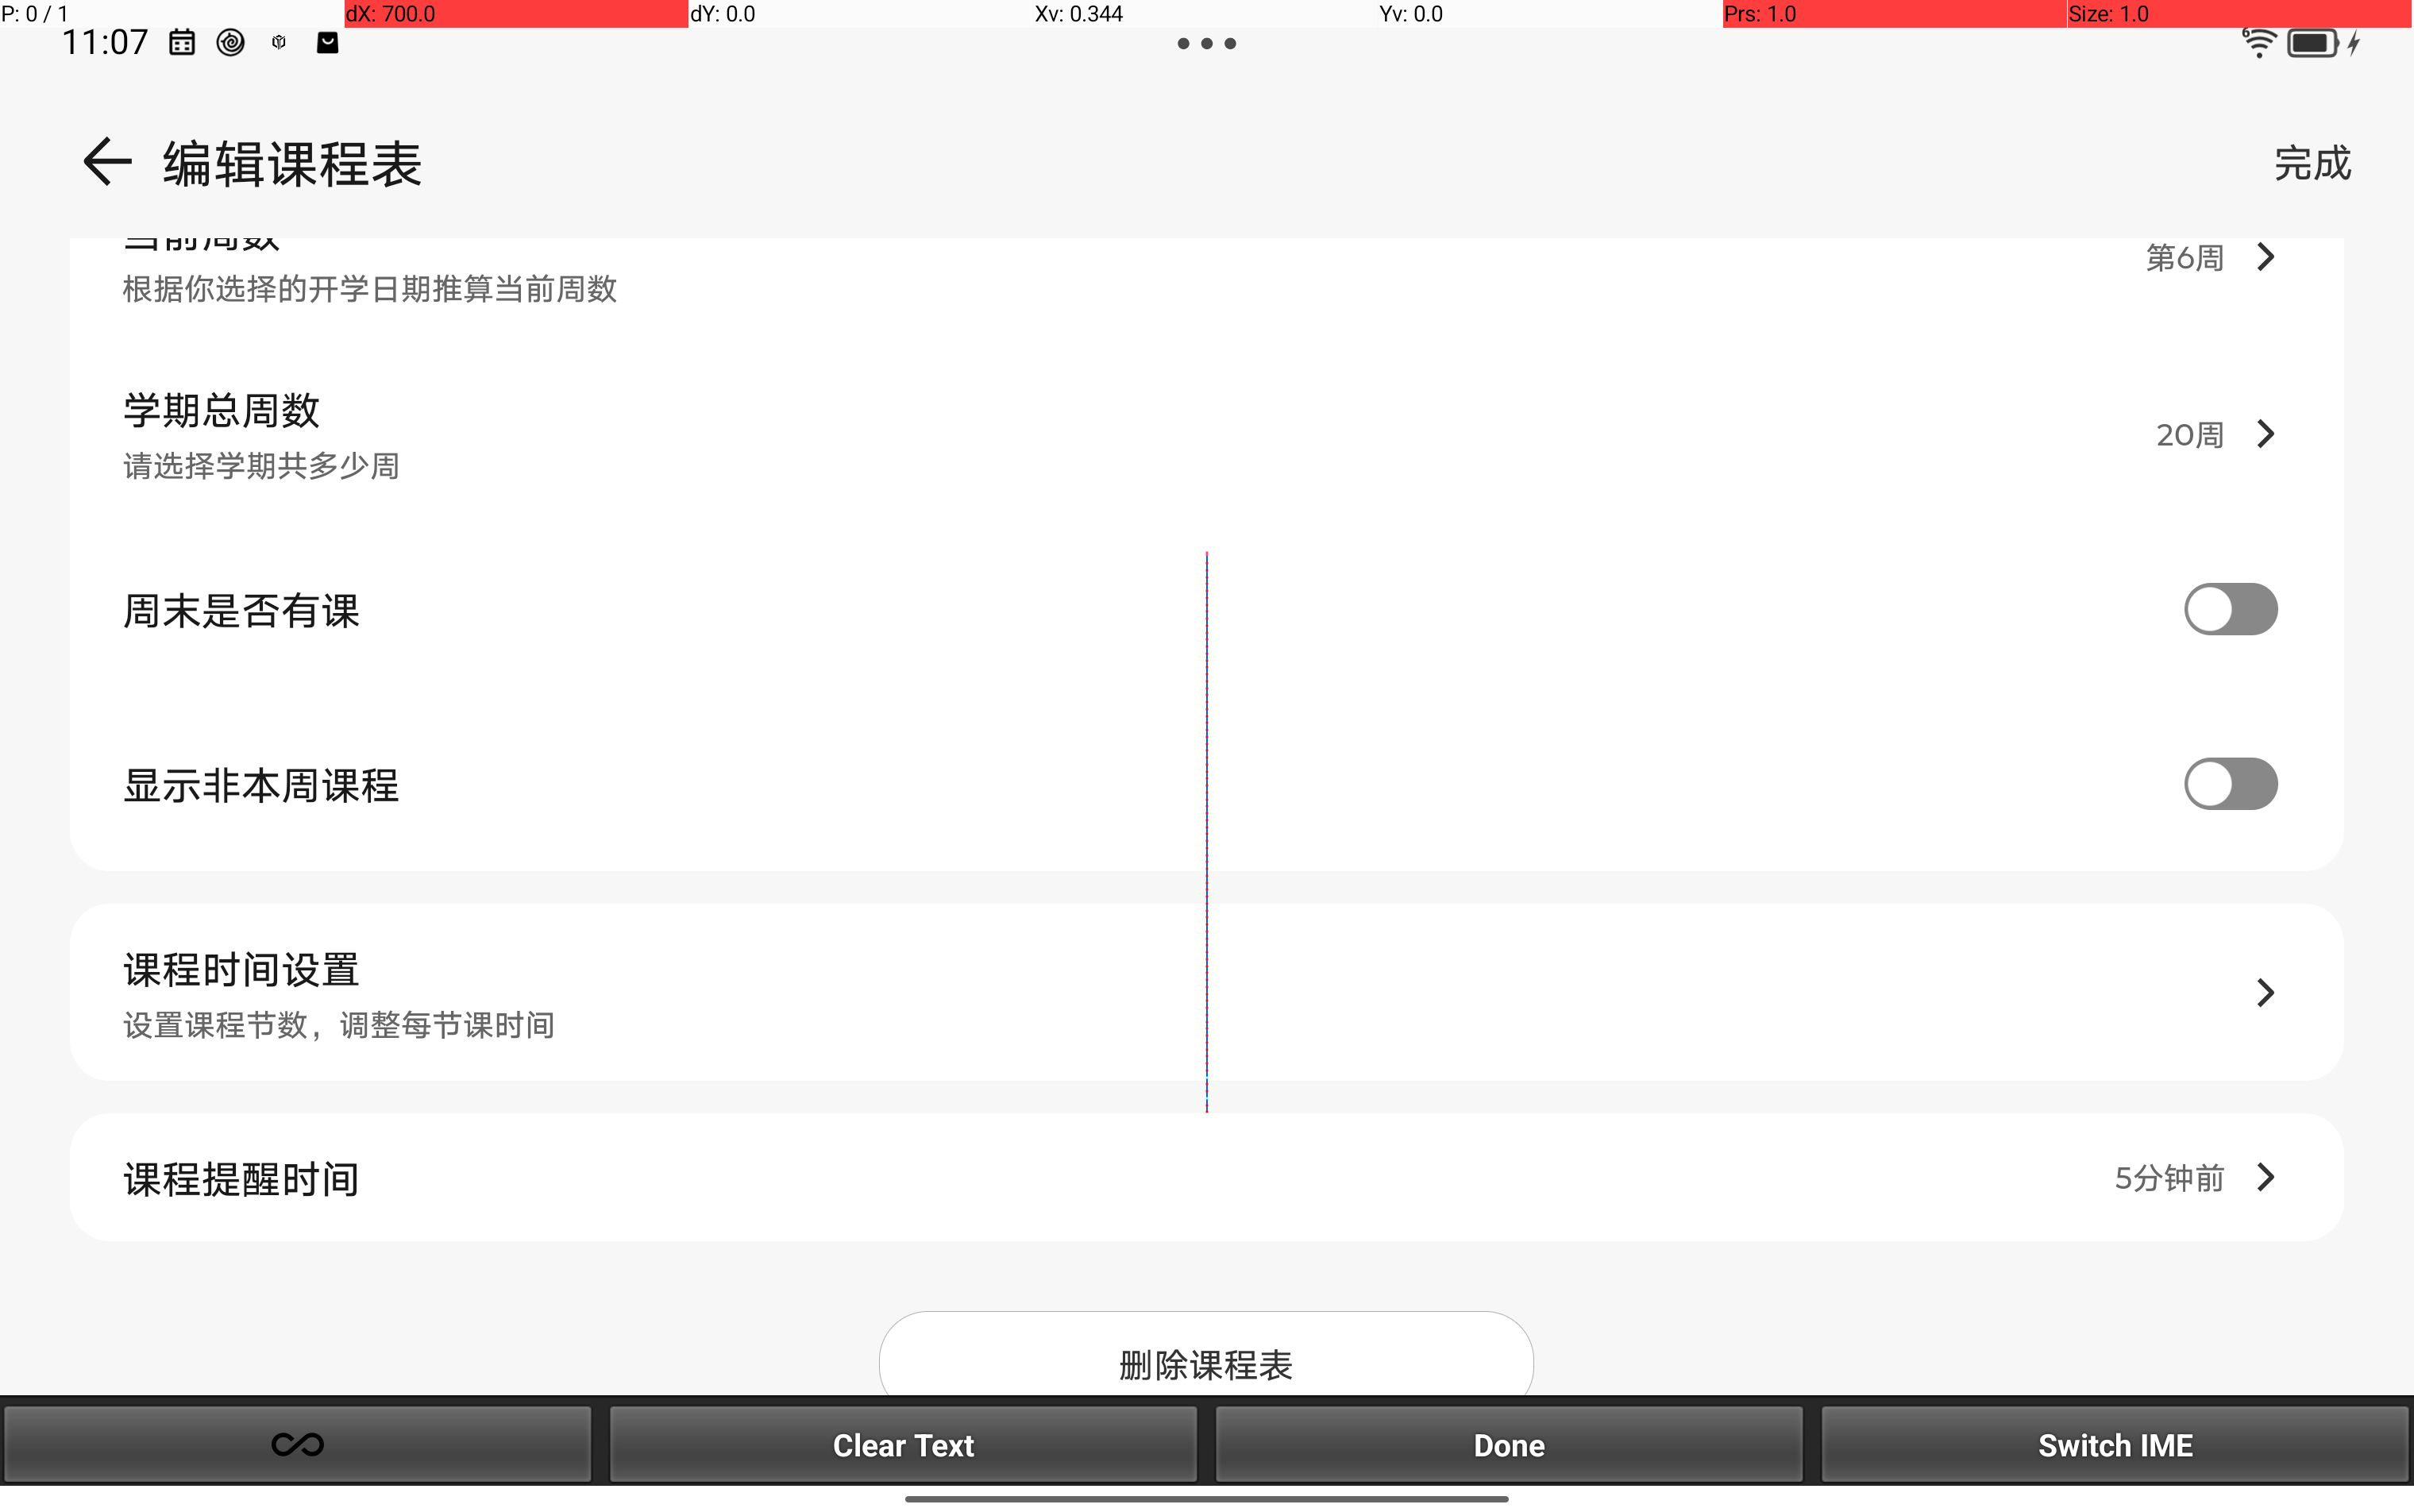 P: 0 / 1 dX: 700.0 dY: 0.0 Xv: 0.344 Yv: 0.0 Prs: 1.0 Size: 1.0
11:07 6
编辑课程表 完成
当前周数 第6周
根据你选择的开学日期推算当前周数
学期总周数 20周
请选择学期共多少周
周末是否有课
显示非本周课程
课程时间设置
设置课程节数，调整每节课时间
课程提醒时间 5分钟前
删除课程表
Clear Text Done Switch IME